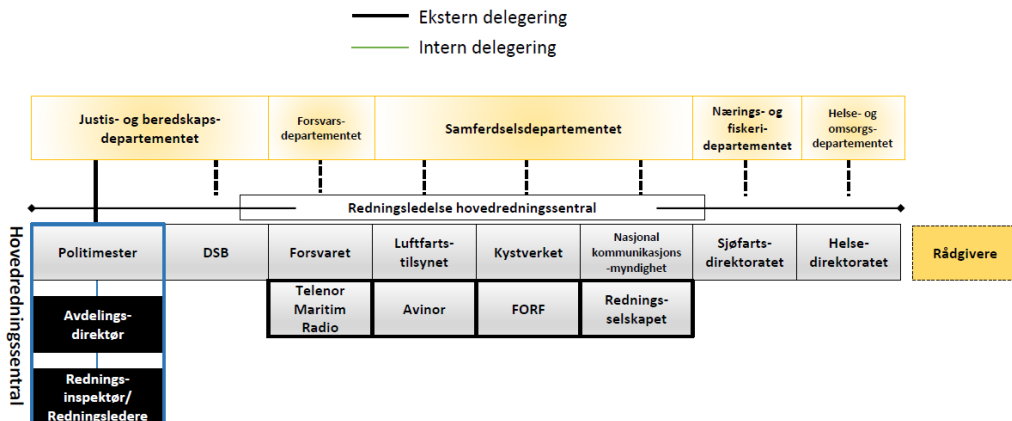 Ekstern delegering
Intern delegering
Justis- og beredskaps-
departementet
Forsvars-
departementet
Samferdselsdepartementet
Nærings- og
fiskeri-
departementet
Helse- og
omsorgs-
departementet
Redningsledelse hovedredningssentral
Hovedredningssentral
Politimester
DSB
Forsvaret
Luftfarts-
tilsynet
Kystverket
Nasjonal
kommunikasjons
-myndighet
Sjøfarts-
direktoratet
Helse-
direktoratet
Rådgivere
Avdelings-
direktør
Telenor
Maritim
Radio
Avinor
FORF
Rednings-
selskapet
Rednings-
inspektør/
Redningsledere